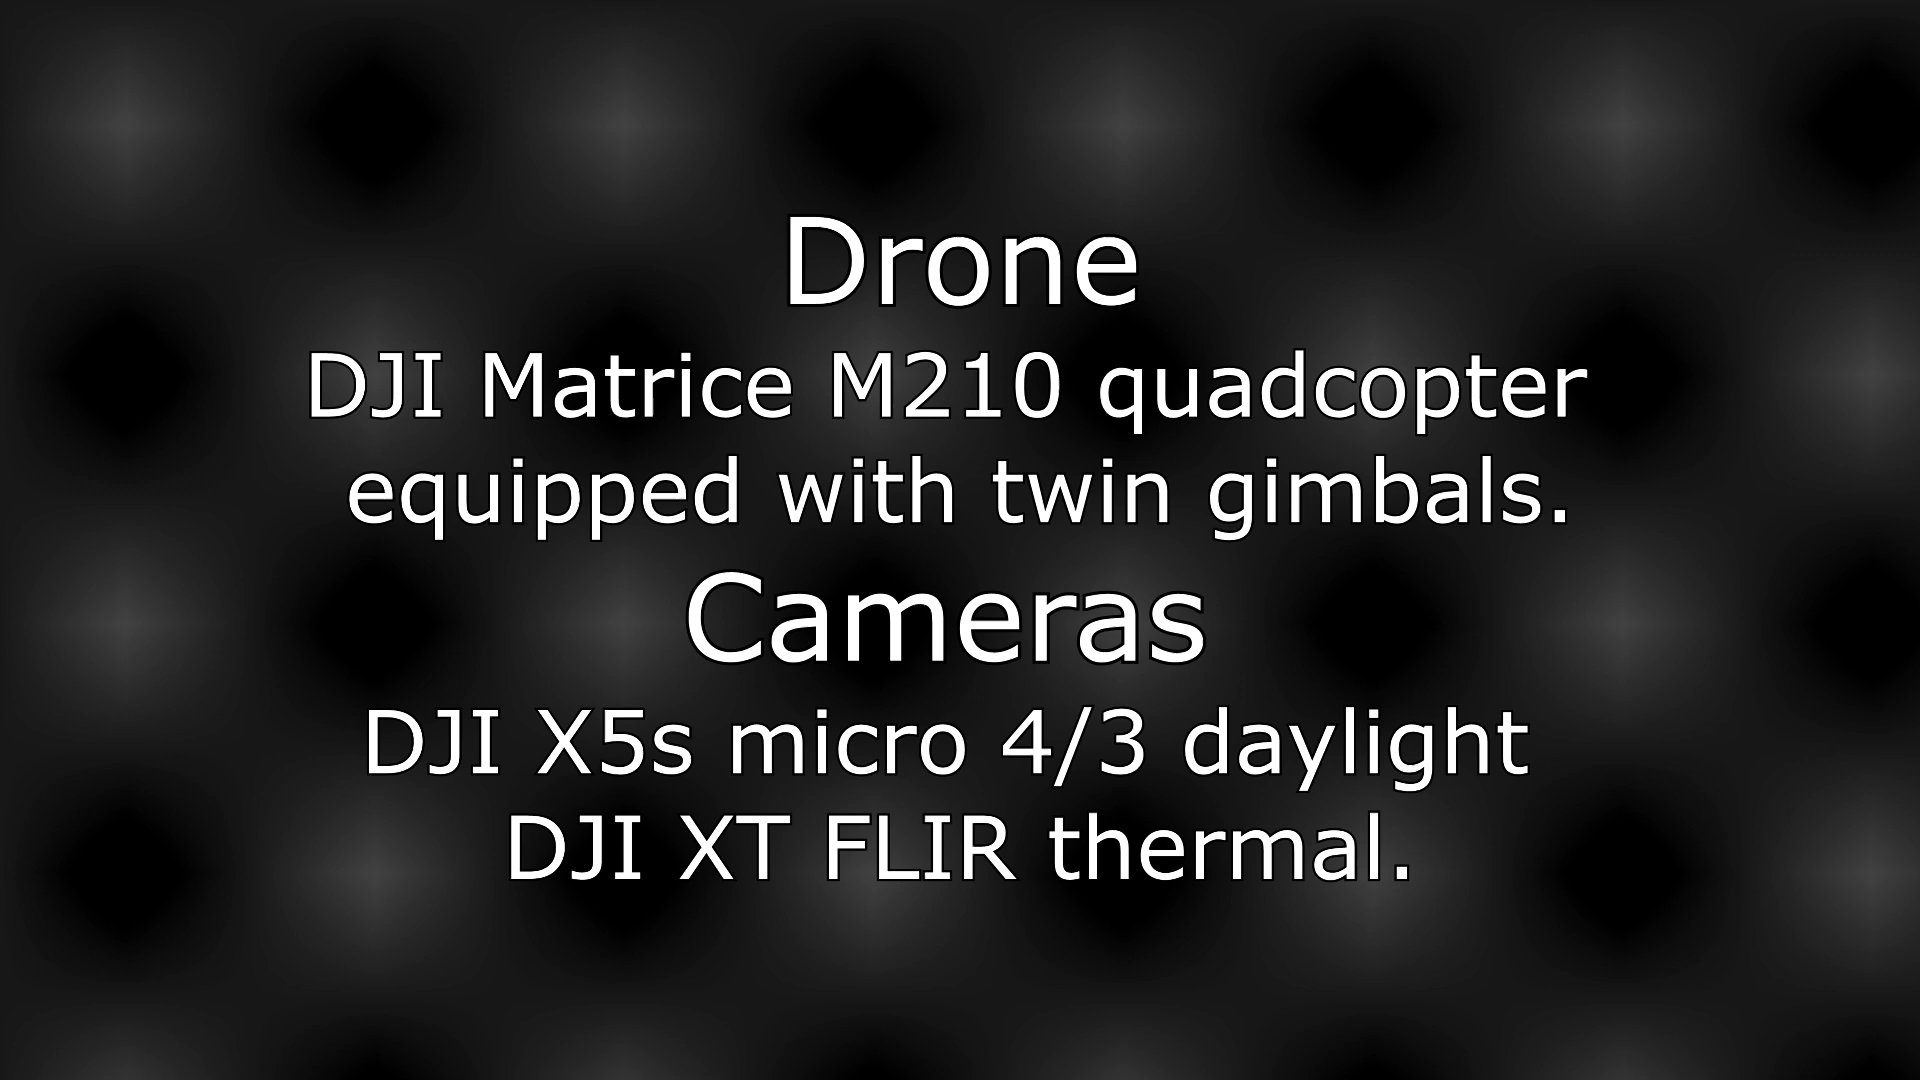 Drone
DJI Matrice M210 quadcopter
equipped with twin gimbals.
Cameras
DJI X5s micro 4/3 daylight
DJI XT FLIR thermal.